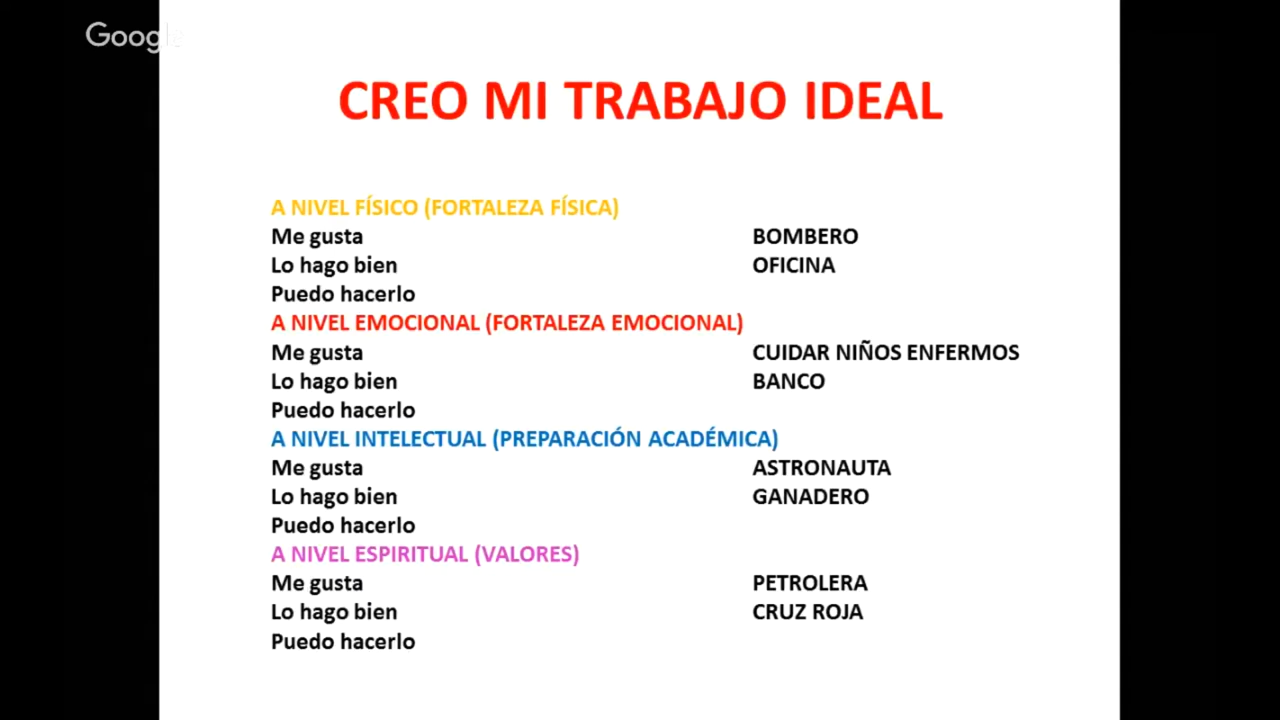 Google
CREO MI TRABAJO IDEAL
A NIVEL FÍSICO (FORTALEZA FÍSICA)
Me gusta BOMBERO
Lo hago bien OFICINA
Puedo hacerlo
A NIVEL EMOCIONAL (FORTALEZA EMOCIONAL)
Me gusta CUIDAR NIÑOS ENFERMOS
Lo hago bien BANCO
Puedo hacerlo
A NIVEL INTELECTUAL (PREPARACIÓN ACADÉMICA)
Me gusta ASTRONAUTA
Lo hago bien GANADERO
Puedo hacerlo
A NIVEL ESPIRITUAL (VALORES)
Me gusta PETROLERA
Lo hago bien CRUZ ROJA
Puedo hacerlo